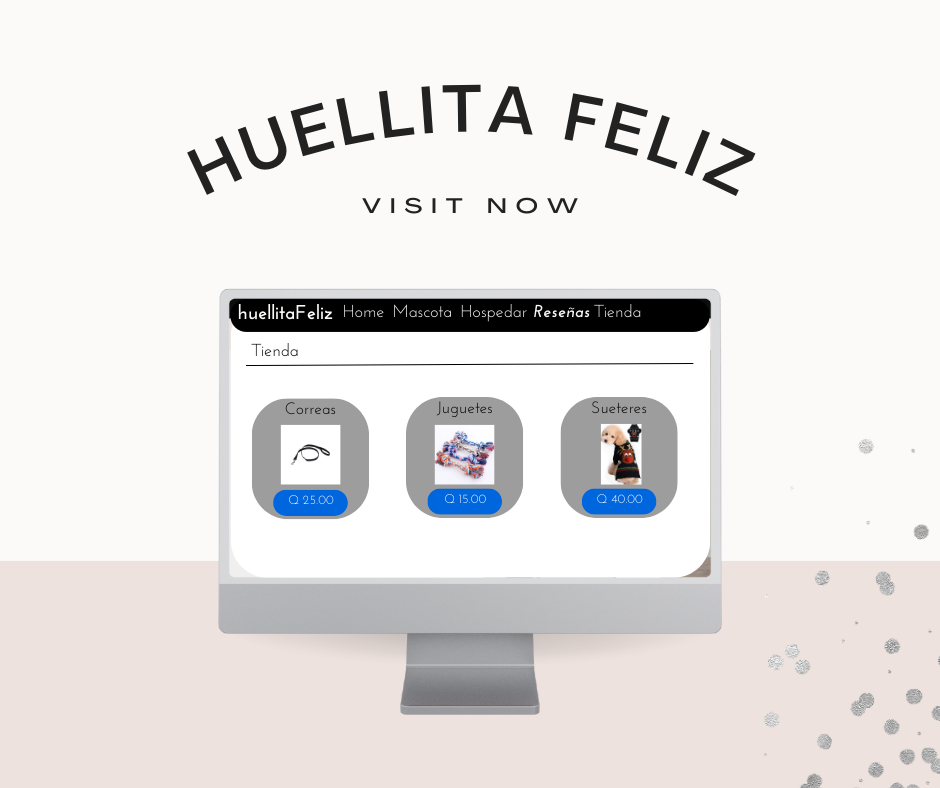 HUELLITA FELIZ
VISIT NOW
huellitaFeliz Home Mascota Hospedar Reseñas Tienda
Tienda
Correas Juguetes Sueteres
Q 25.00 Q 15.00 Q 40.00